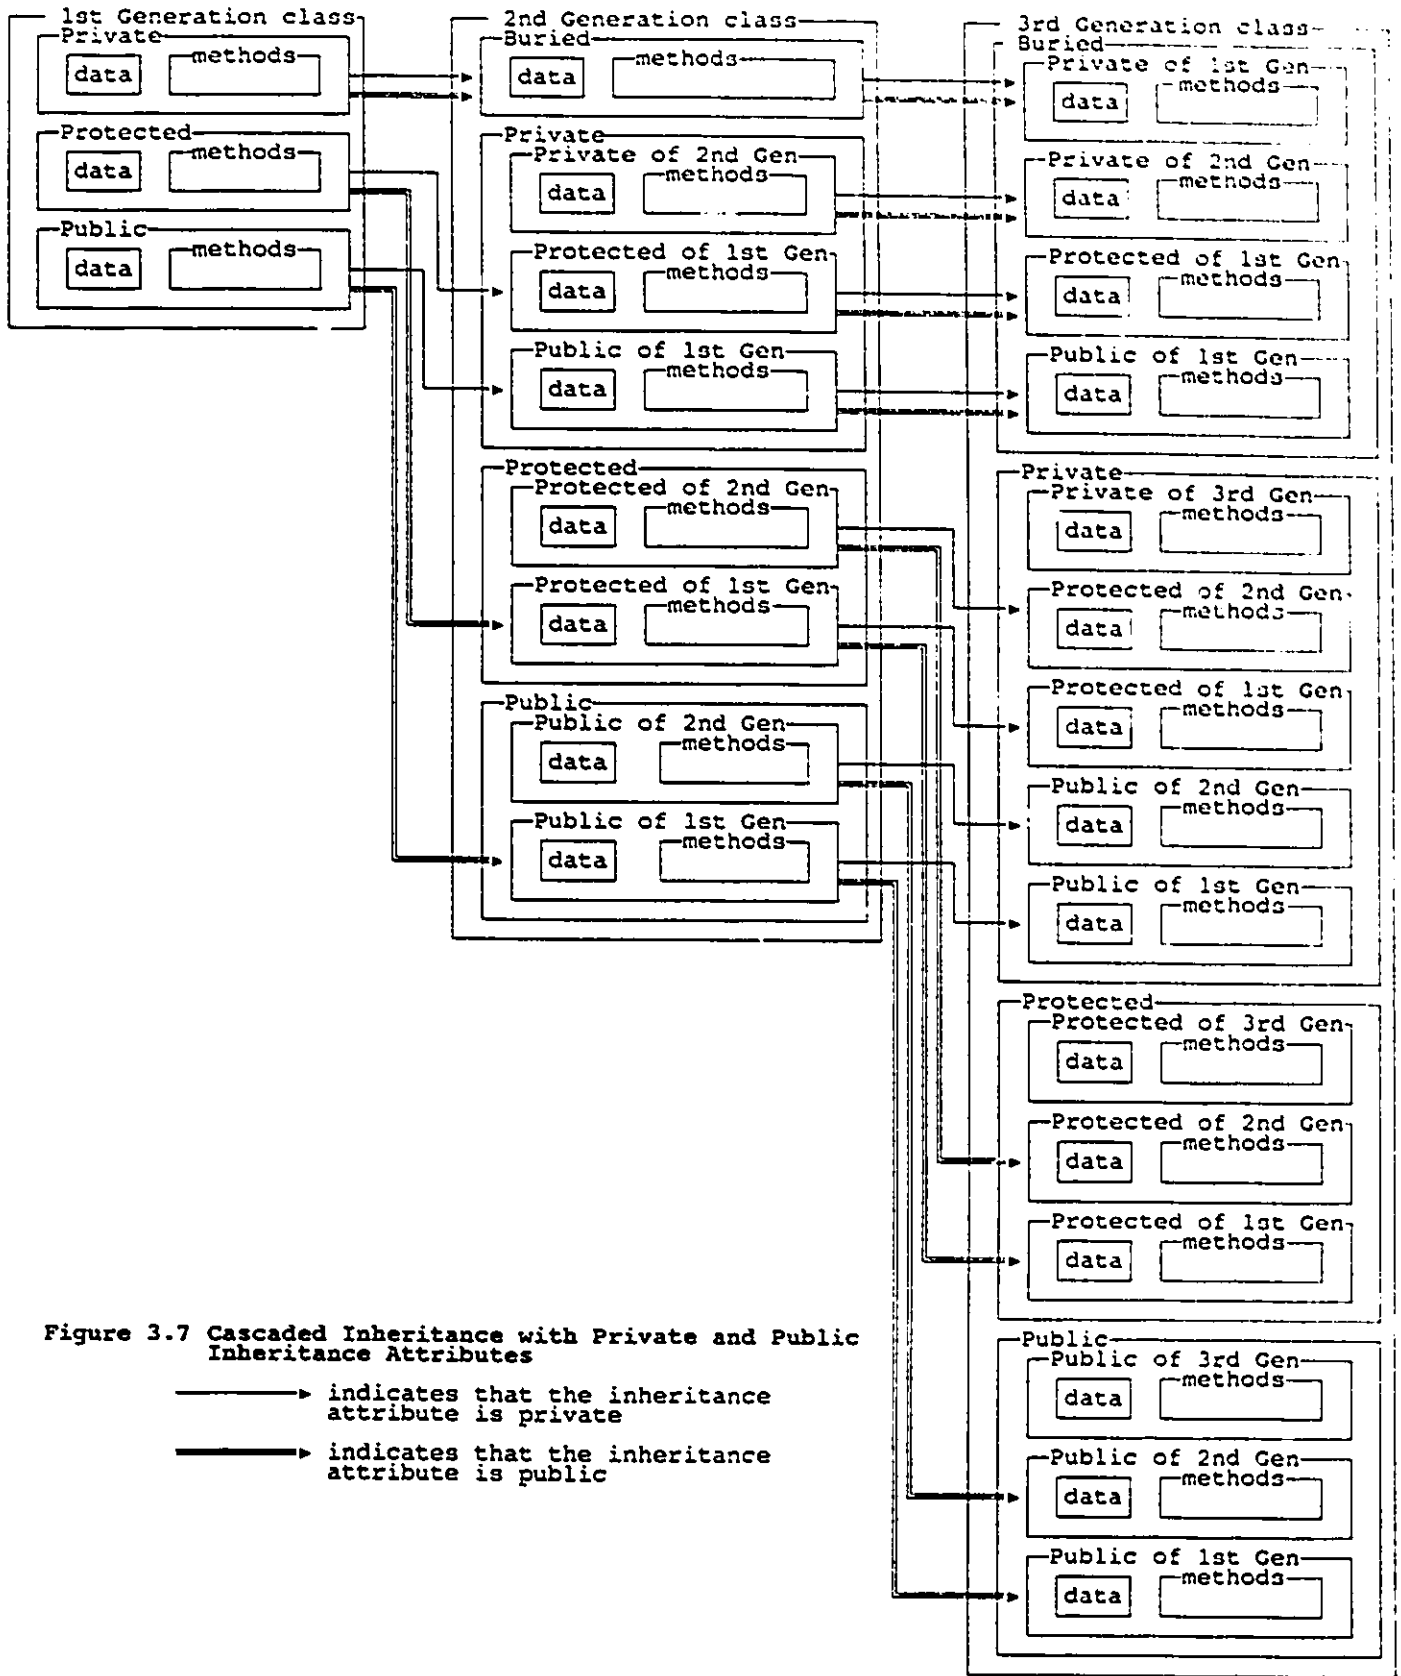 1st Generation class
Private
methods
data
Protected
methods
data
Public
methods
data
2nd Generation class
Buried
methods
data
Private
Private of 2nd Gen
methods
data
Protected of 1st Gen
methods
data
Public of 1st Gen
methods
data
Protected
Protected of 2nd Gen
methods
data
Protected of 1st Gen
methods
data
Public
Public of 2nd Gen
methods
data
Public of 1st Gen
methods
data
3rd Generation class
Buried
Private of 1st Gen
methods
data
Private of 2nd Gen
methods
data
Protected of 1st Gen
methods
data
Public of 1st Gen
methods
data
Private
Private of 3rd Gen
methods
data
Protected of 2nd Gen
methods
data
Protected of 1st Gen
methods
data
Public of 2nd Gen
methods
data
Public of 1st Gen
methods
data
Protected
Protected of 3rd Gen
methods
data
Protected of 2nd Gen
methods
data
Protected of 1st Gen
methods
data
Public
Public of 3rd Gen
methods
data
Public of 2nd Gen
methods
data
Public of 1st Gen
methods
data
Figure 3.7 Cascaded Inheritance with Private and Public
Inheritance Attributes
indicates that the inheritance
attribute is private
indicates that the inheritance
attribute is public